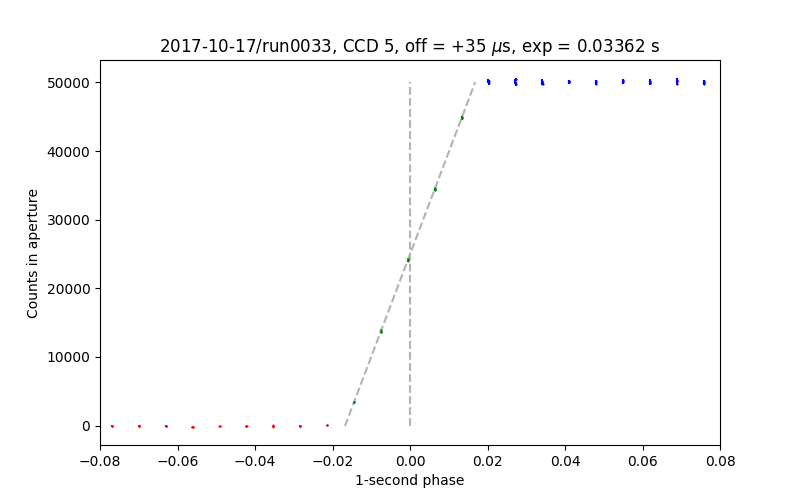 2017-10-17/run0033, CCD 5, off = +35 μs, exp = 0.03362 s
50000
40000
30000
20000
10000
0
Counts in aperture
−0.08 −0.06 −0.04 −0.02 0.00 0.02 0.04 0.06 0.08
1-second phase